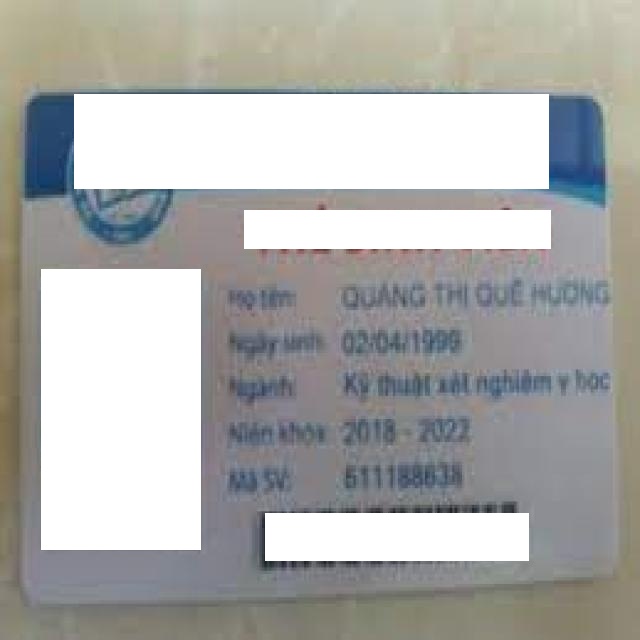 Họ tên: QUÀNG THỊ QUẾ HƯƠNG
Ngày sinh: 02/04/1999
Ngành: Kỹ thuật xét nghiệm y học
Niên khóa: 2018 - 2022
Mã SV: 611188638